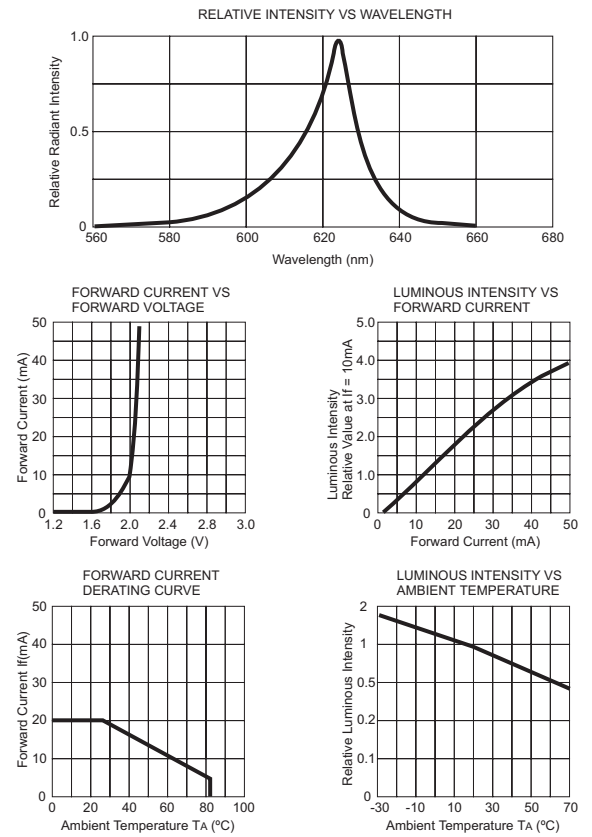 RELATIVE INTENSITY VS WAVELENGTH
Relative Radiant Intensity
1.0
0.5
0
560 580 600 620 640 660 680
Wavelength (nm)
FORWARD CURRENT VS
FORWARD VOLTAGE
Forward Current (mA)
50
40
30
20
10
0
1.2 1.6 2.0 2.4 2.8 3.0
Forward Voltage (V)
LUMINOUS INTENSITY VS
FORWARD CURRENT
Luminous Intensity
Relative Value at If = 10mA
5.0
4.0
3.0
2.0
1.0
0
0 10 20 30 40 50
Forward Current (mA)
FORWARD CURRENT
DERATING CURVE
Forward Current If(mA)
50
40
30
20
10
0
0 20 40 60 80 100
Ambient Temperature TA (ºC)
LUMINOUS INTENSITY VS
AMBIENT TEMPERATURE
Relative Luminous Intensity
2
1
0.5
0.2
0.1
0
-30 -10 10 30 50 70
Ambient Temperature TA (ºC)